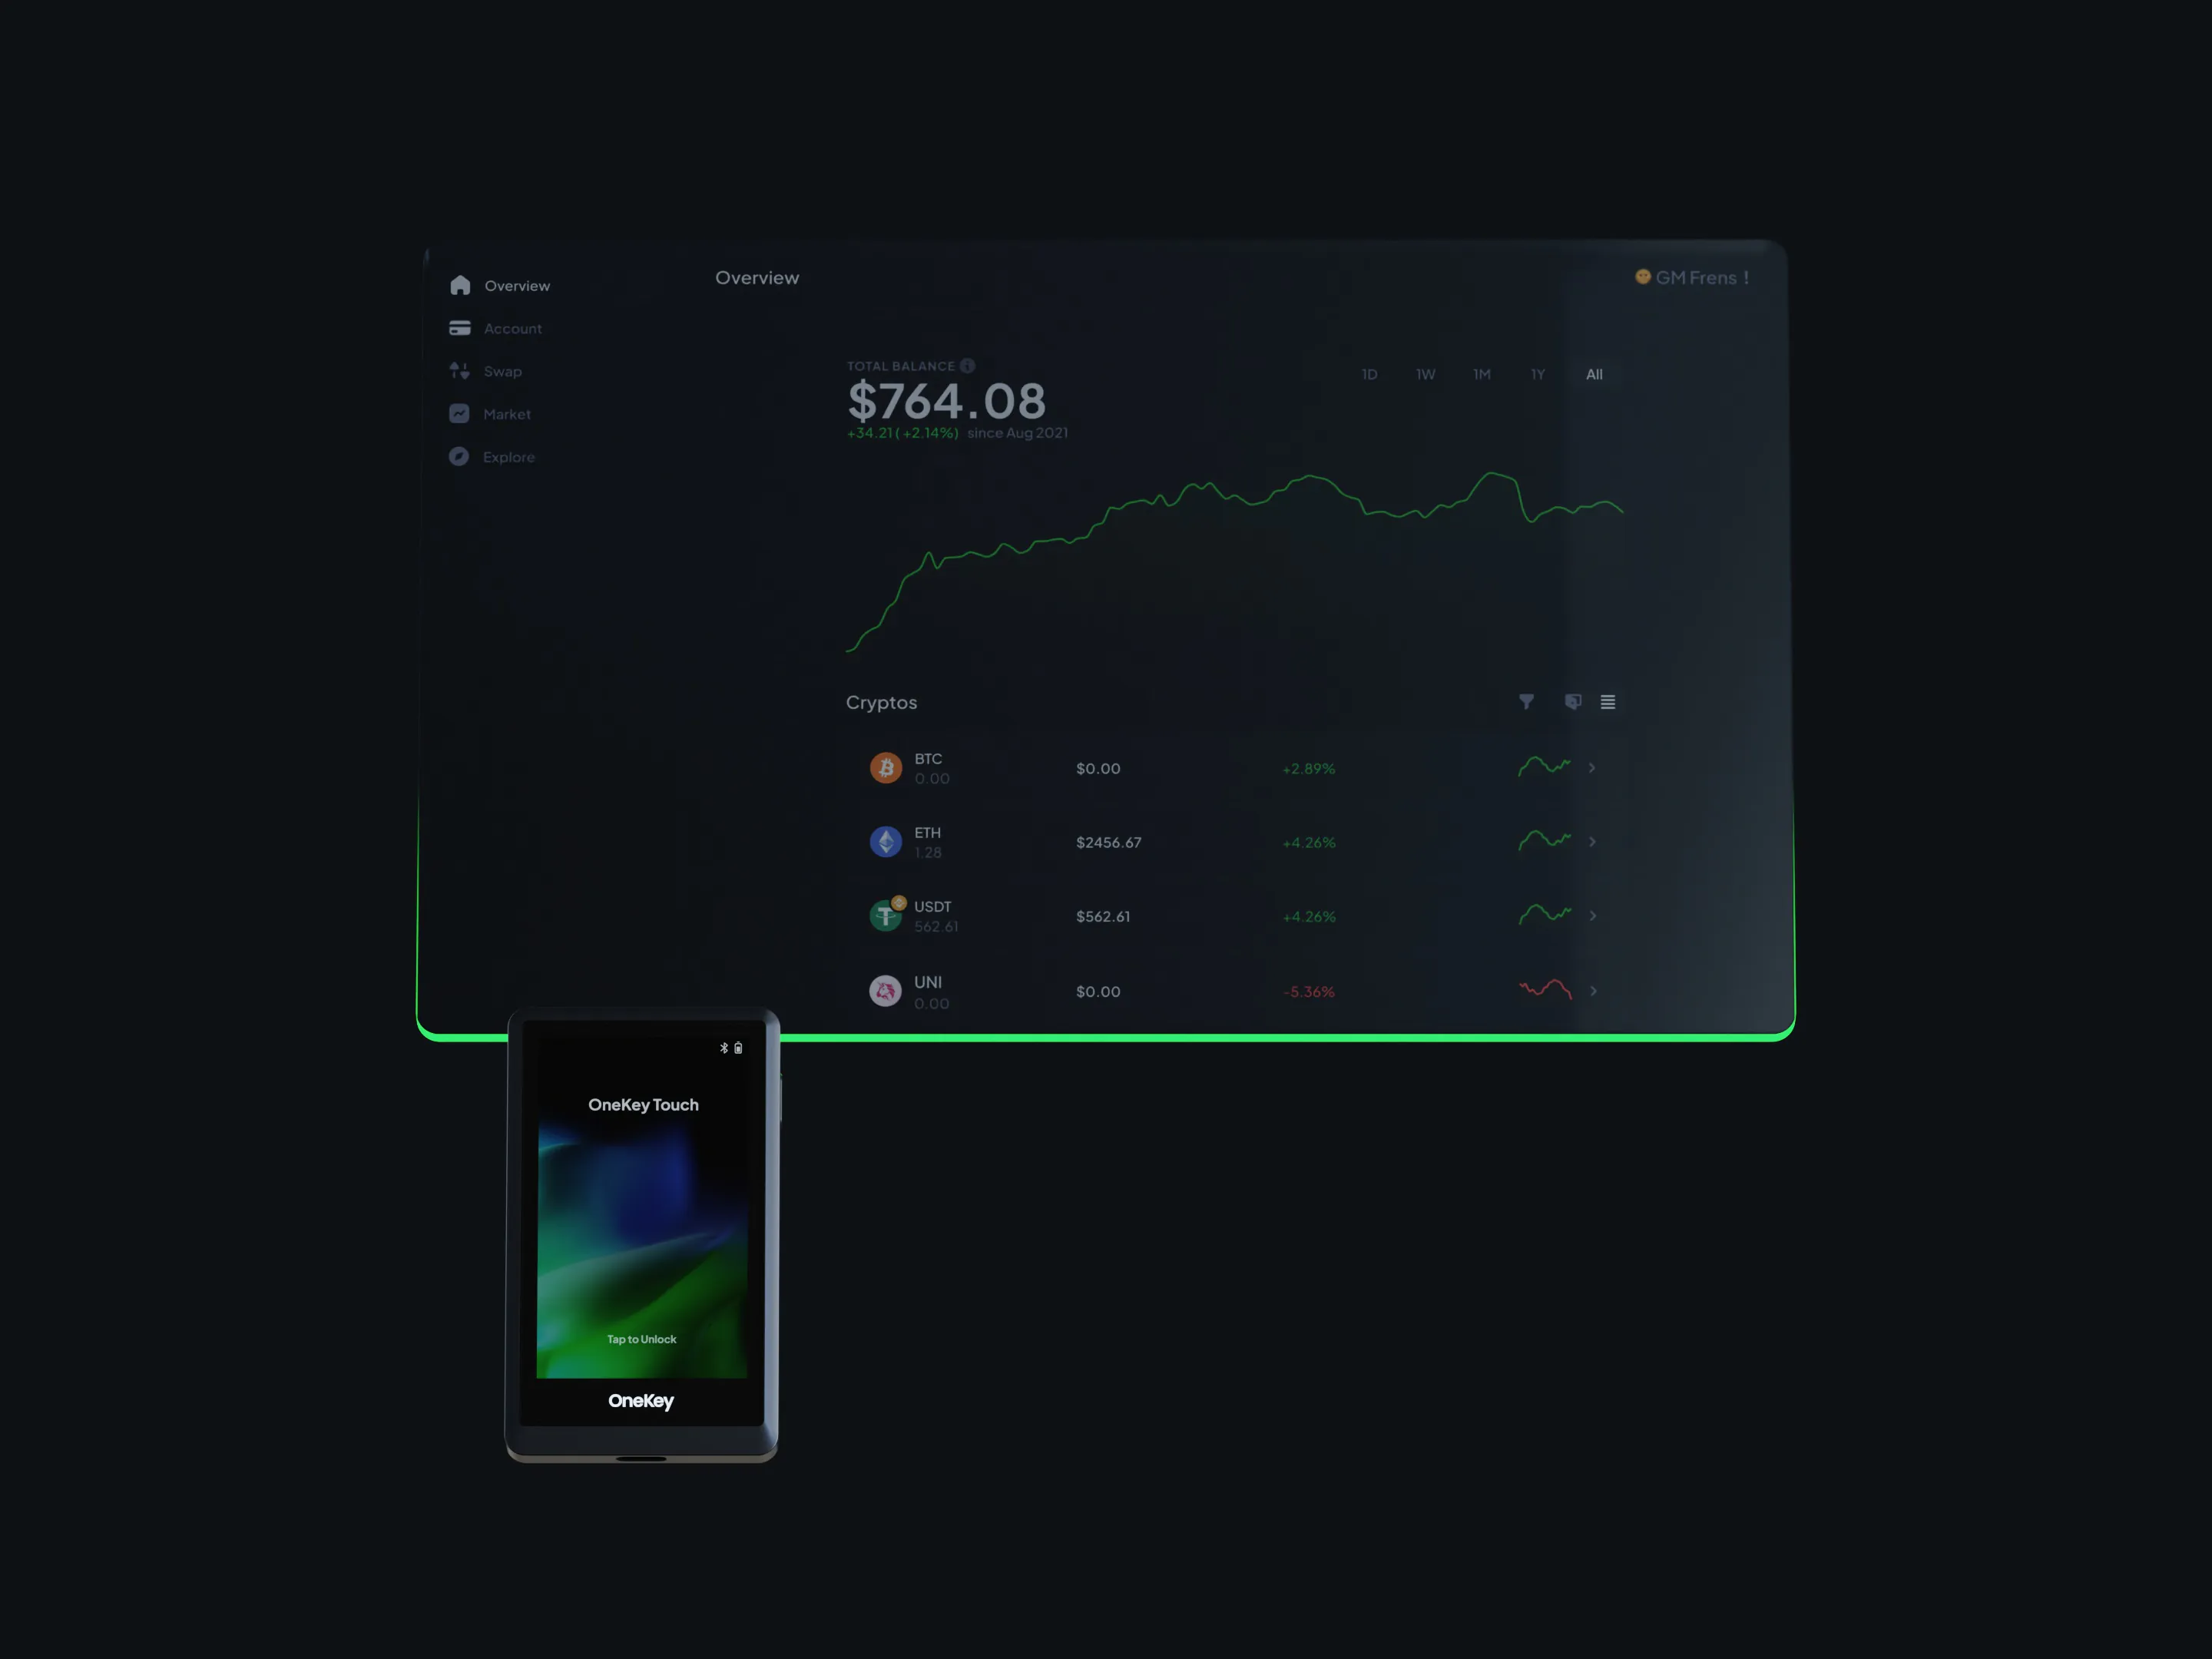 Overview
Account
Swap
Market
Explore
Overview
GM Frens !
TOTAL BALANCE
$764.08
+34.21 ( +2.14%) since Aug 2021
1D 1W 1M 1Y All
Cryptos
BTC
0.00
$0.00
+2.89%
ETH
1.28
$2456.67
+4.26%
USDT
562.61
$562.61
+4.26%
UNI
0.00
$0.00
-5.36%
OneKey Touch
Tap to Unlock
OneKey